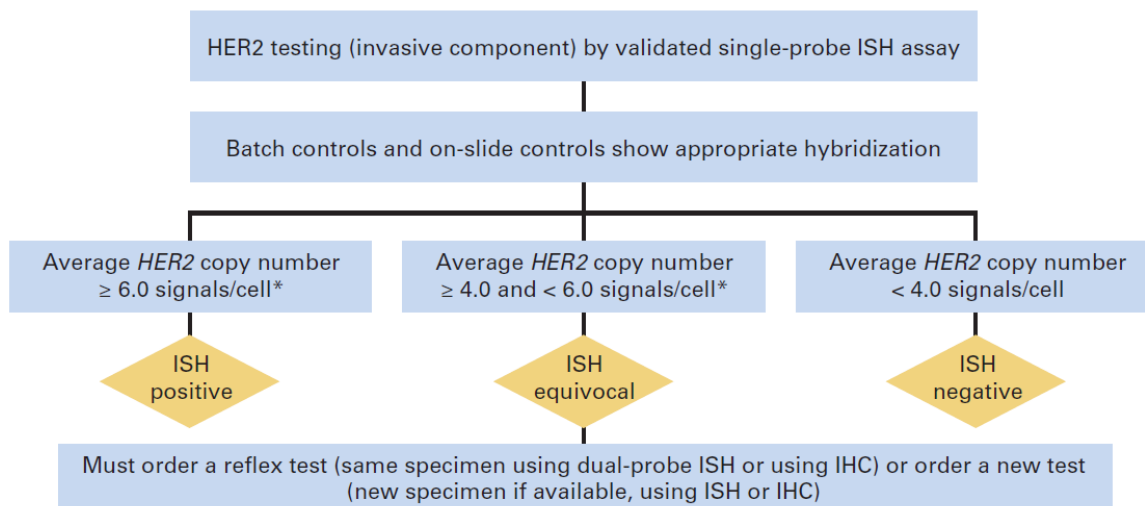 HER2 testing (invasive component) by validated single-probe ISH assay
Batch controls and on-slide controls show appropriate hybridization
Average HER2 copy number
≥ 6.0 signals/cell*
Average HER2 copy number
≥ 4.0 and < 6.0 signals/cell*
Average HER2 copy number
< 4.0 signals/cell
ISH
positive
ISH
equivocal
ISH
negative
Must order a reflex test (same specimen using dual-probe ISH or using IHC) or order a new test
(new specimen if available, using ISH or IHC)